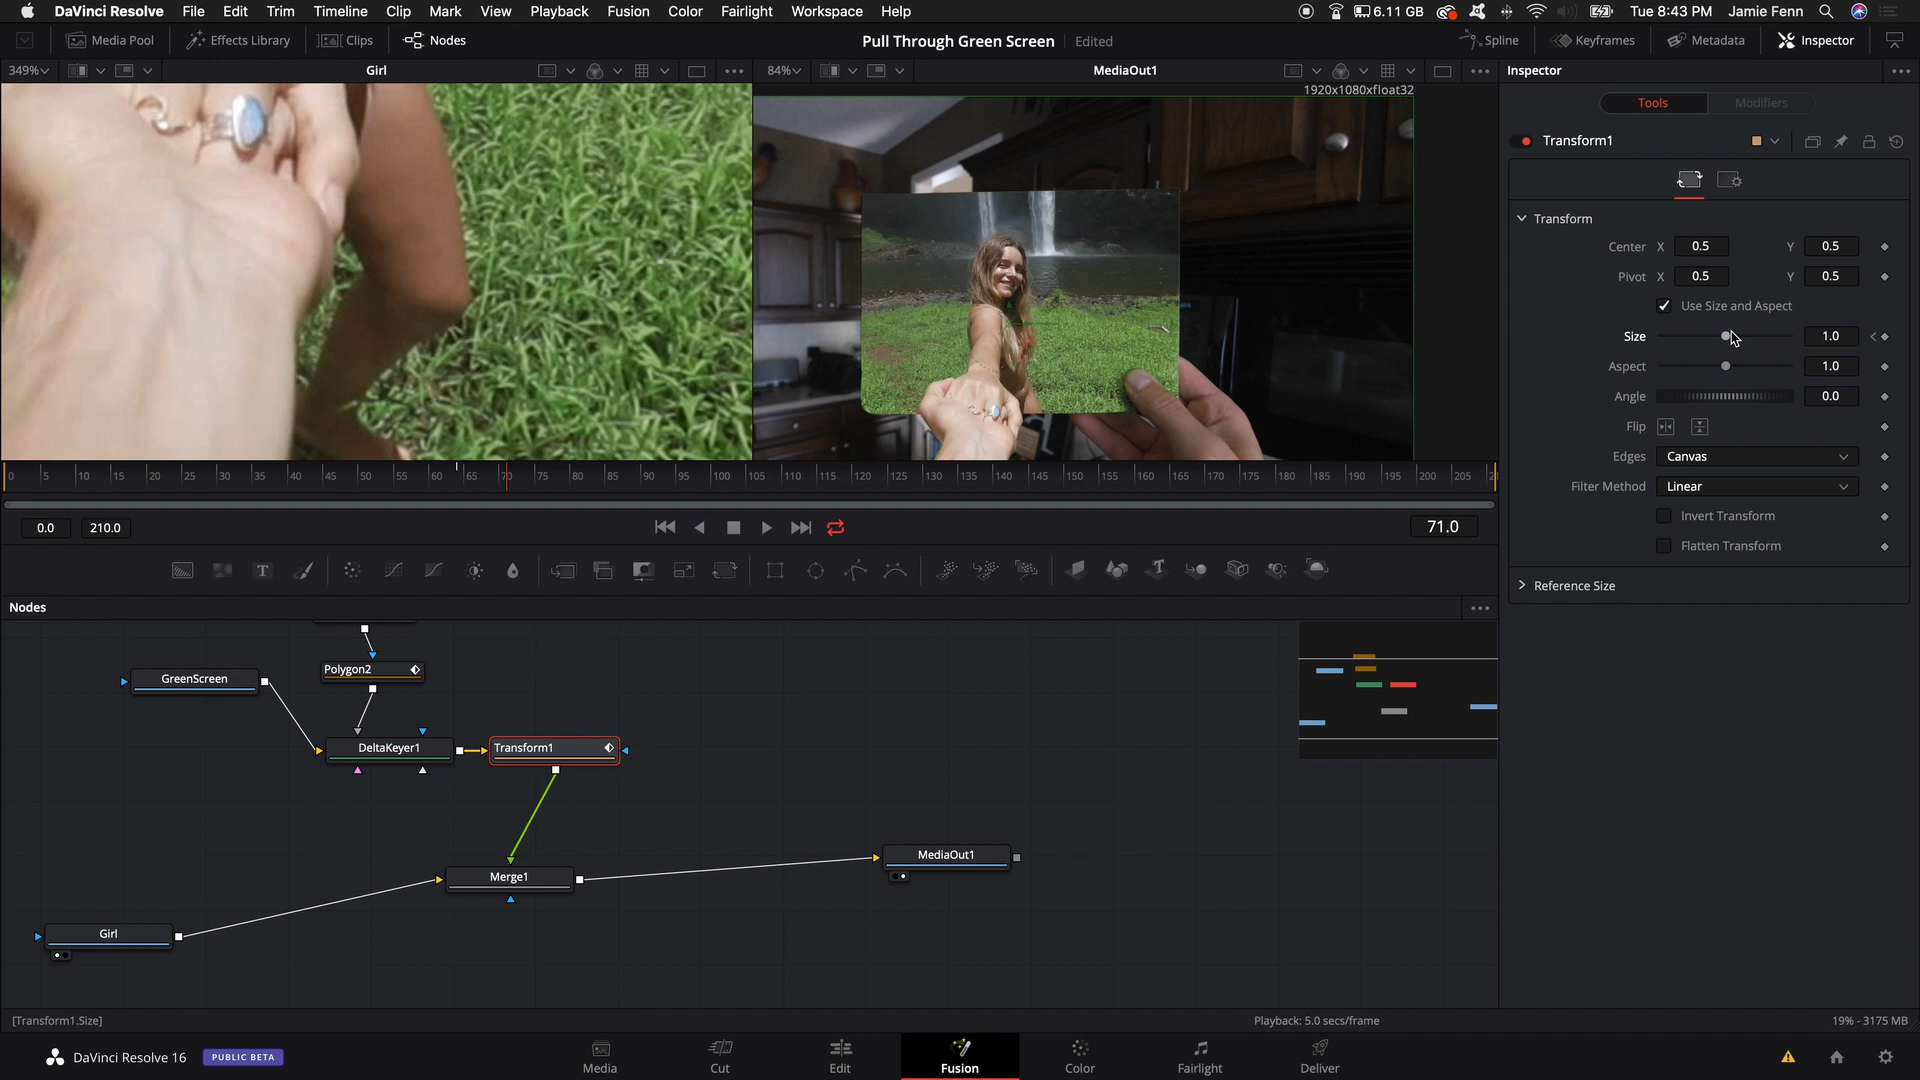 DaVinci Resolve File Edit Trim Timeline Clip Mark View Playback Fusion Color Fairlight Workspace Help 6.11 GB Tue 8:43 PM Jamie Fenn
Media Pool Effects Library Clips Nodes Pull Through Green Screen Edited Spline Keyframes Metadata Inspector
349% Girl 84% MediaOut1 Inspector
1920x1080xfloat32
Tools Modifiers
Transform1
Transform
Center X 0.5 Y 0.5
Pivot X 0.5 Y 0.5
Use Size and Aspect
Size 1.0
Aspect 1.0
Angle 0.0
Flip
Edges Canvas
Filter Method Linear
Invert Transform
Flatten Transform
Reference Size
0 5 10 15 20 25 30 35 40 45 50 55 60 65 70 75 80 85 90 95 100 105 110 115 120 125 130 135 140 145 150 155 160 165 170 175 180 185 190 195 200 205
0.0 210.0 71.0
Nodes
Polygon2
GreenScreen
DeltaKeyer1 Transform1
MediaOut1
Merge1
Girl
[Transform1.Size] Playback: 5.0 secs/frame 19% - 3175 MB
DaVinci Resolve 16 PUBLIC BETA Media Cut Edit Fusion Color Fairlight Deliver